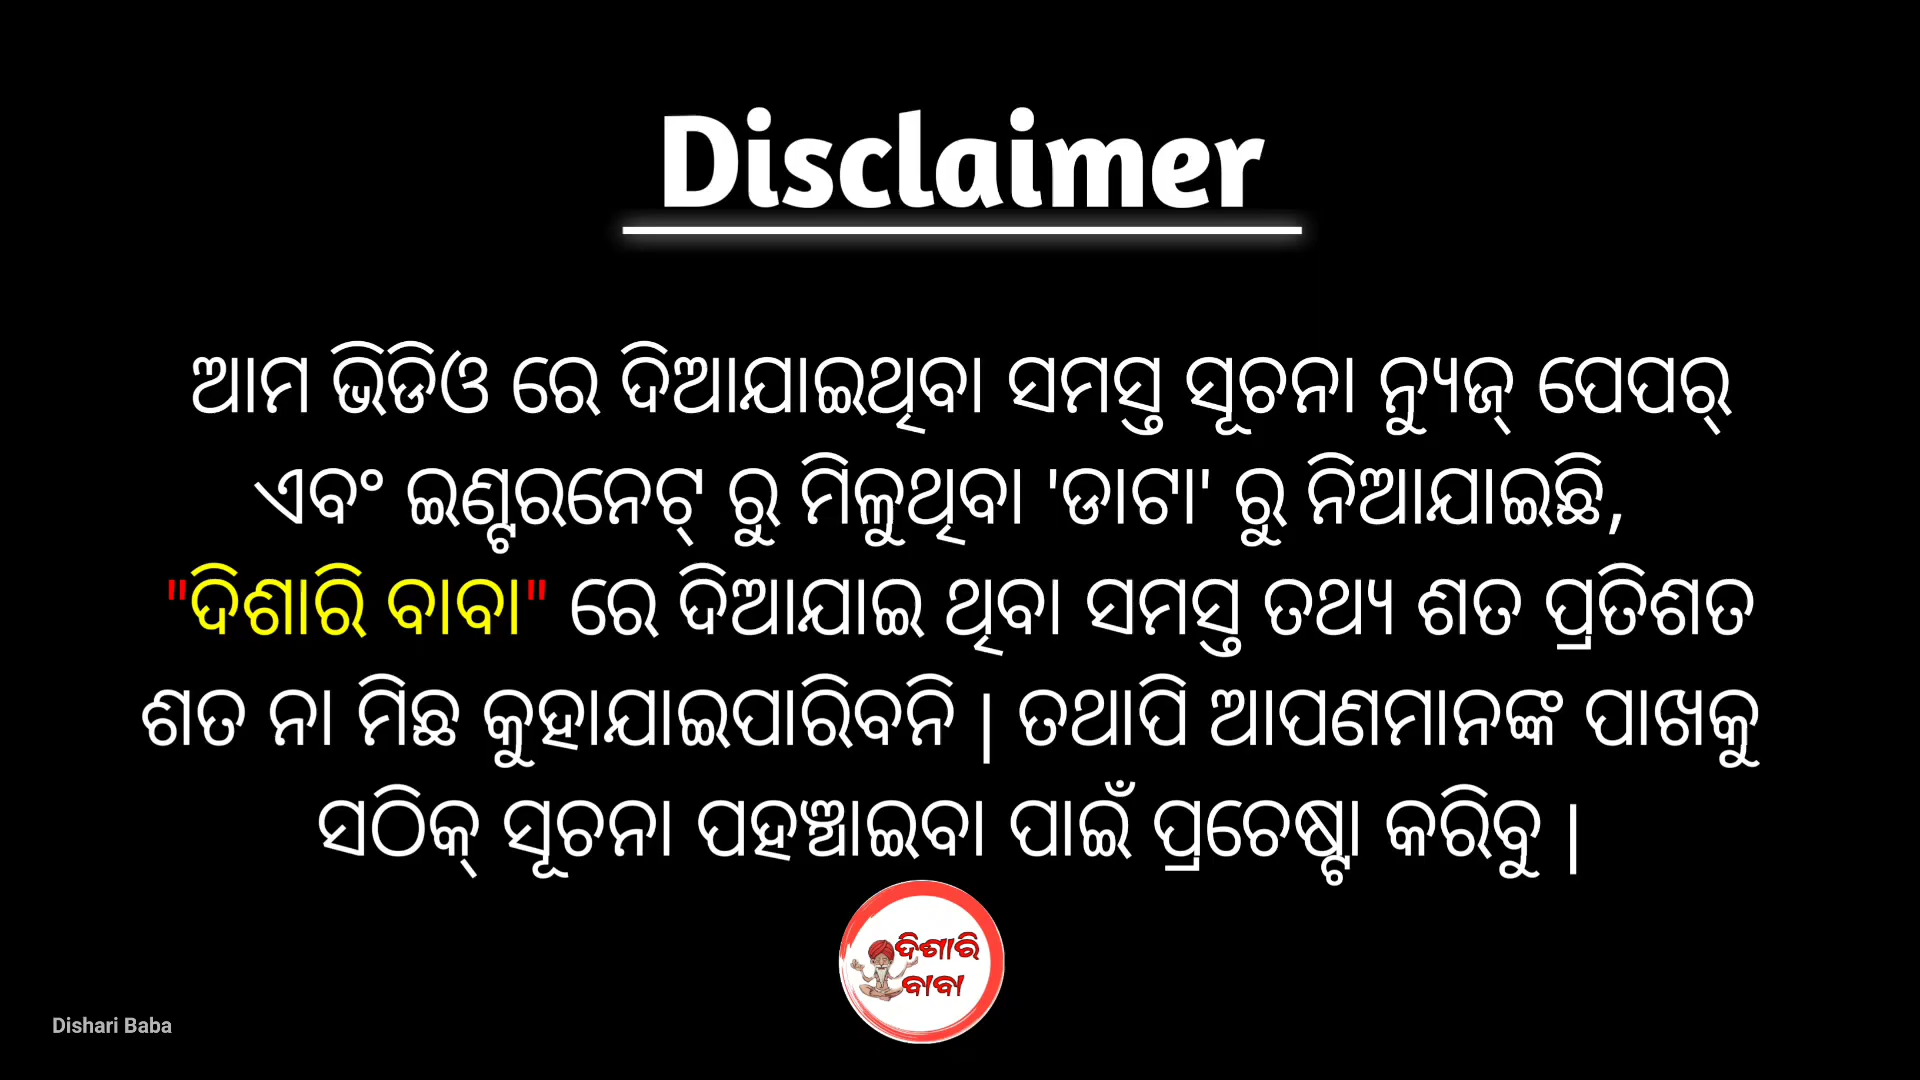 Disclaimer
ଆମ ଭିଡିଓ ରେ ଦିଆଯାଇଥିବା ସମସ୍ତ ସୂଚନା ନ୍ୟୁଜ୍ ପେପର୍
ଏବଂ ଇଣ୍ଟରନେଟ୍ ରୁ ମିଳୁଥିବା 'ଡାଟା' ରୁ ନିଆଯାଇଛି,
"ଦିଶାରି ବାବା" ରେ ଦିଆଯାଇ ଥିବା ସମସ୍ତ ତଥ୍ୟ ଶତ ପ୍ରତିଶତ
ଶତ ନା ମିଛ କୁହାଯାଇପାରିବନି | ତଥାପି ଆପଣମାନଙ୍କ ପାଖକୁ
ସଠିକ୍ ସୂଚନା ପହଞ୍ଚାଇବା ପାଇଁ ପ୍ରଚେଷ୍ଟା କରିବୁ |
ଦିଶାରି
ବାବା
Dishari Baba